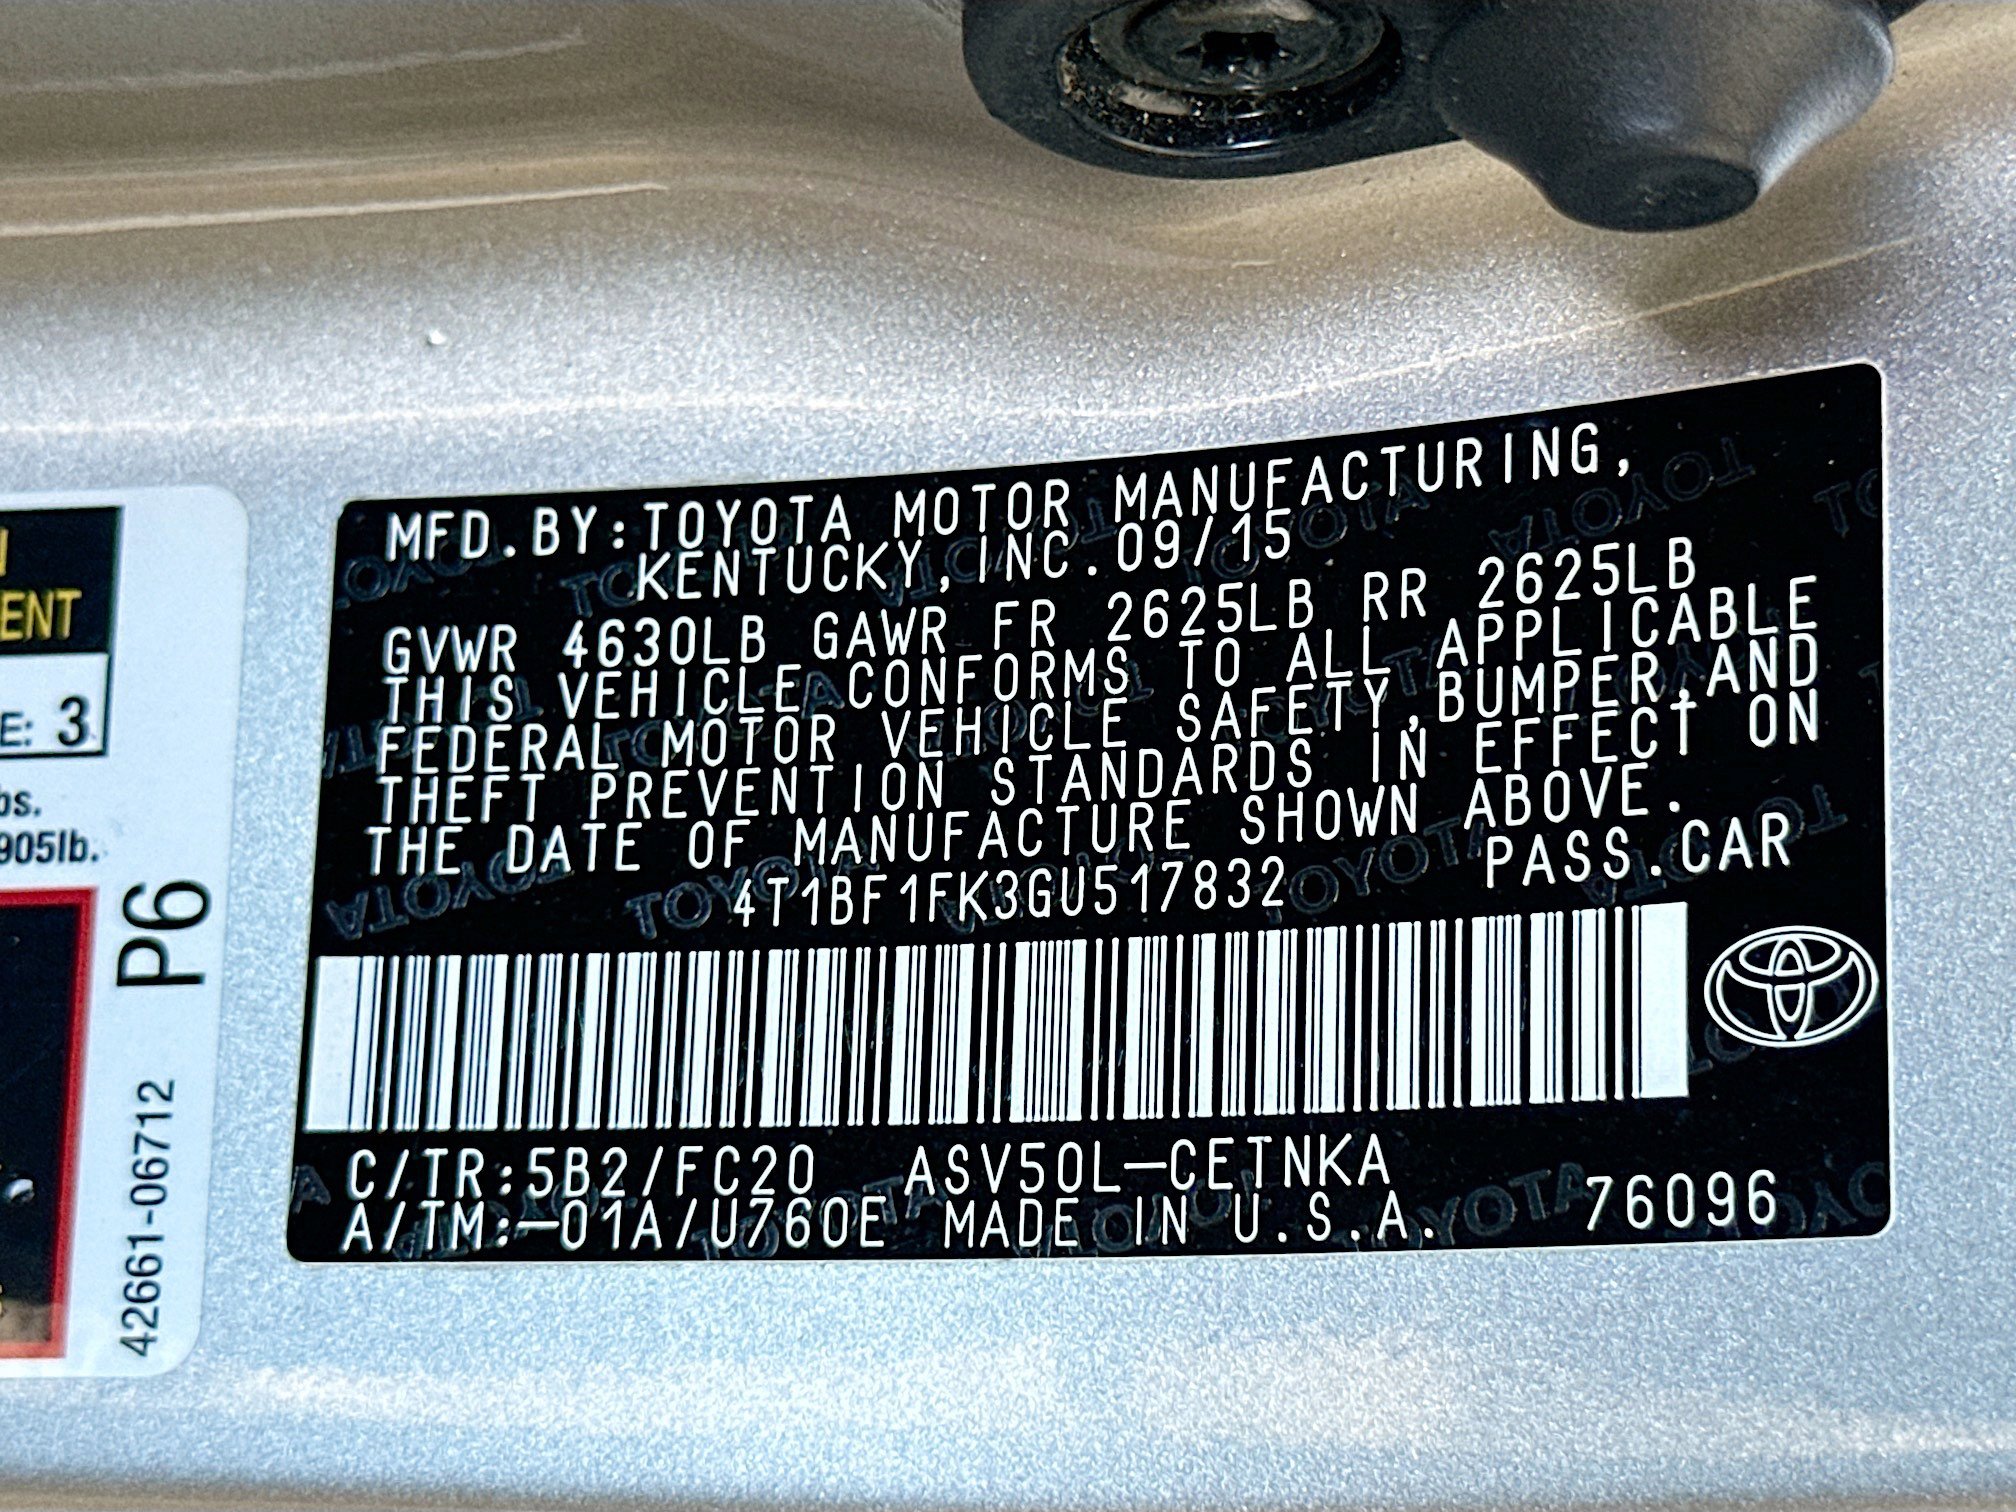 MFD.BY:TOYOTA MOTOR MANUFACTURING,
KENTUCKY,INC.09/15
GVWR 4630LB GAWR FR 2625LB RR 2625LB
THIS VEHICLE CONFORMS TO ALL APPLICABLE
FEDERAL MOTOR VEHICLE SAFETY,BUMPER,AND
THEFT PREVENTION STANDARDS IN EFFECT ON
THE DATE OF MANUFACTURE SHOWN ABOVE.
4T1BF1FK3GU517832 PASS.CAR
C/TR:5B2/FC20 ASV50L-CETNKA
A/TM:-01A/U760E MADE IN U.S.A. 76096
ENT
E: 3
bs.
905lb.
P6
42661-06712